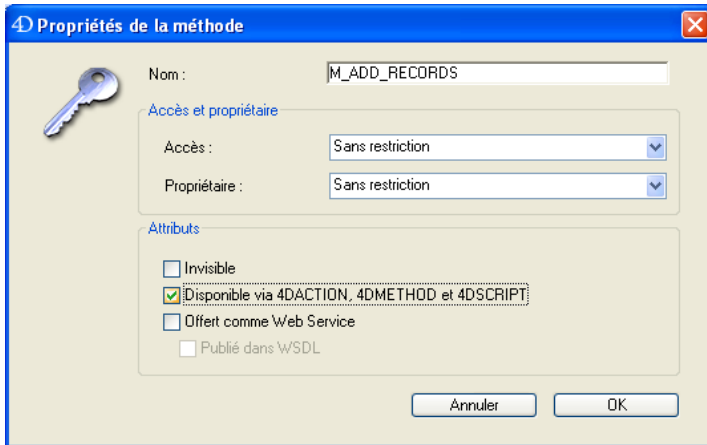 4D Propriétés de la méthode
Nom : M_ADD_RECORDS
Accès et propriétaire
Accès : Sans restriction
Propriétaire : Sans restriction
Attributs
Invisible
Disponible via 4DACTION, 4DMETHOD et 4DSCRIPT
Offert comme Web Service
Publié dans WSDL
Annuler OK